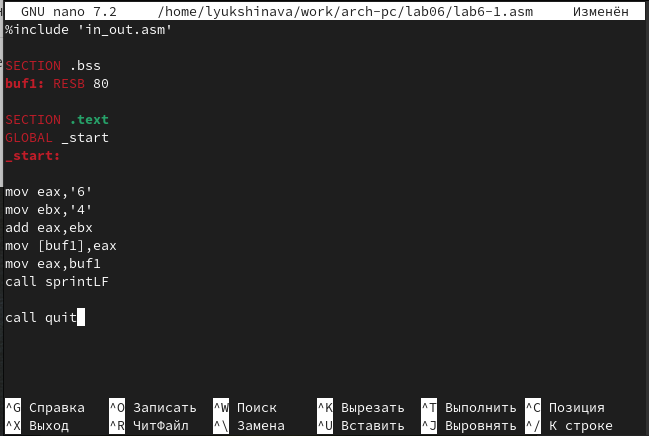 GNU nano 7.2 /home/lyukshinava/work/arch-pc/lab06/lab6-1.asm Изменён
%include 'in_out.asm'
SECTION .bss
buf1: RESB 80
SECTION .text
GLOBAL _start
_start:
mov eax,'6'
mov ebx,'4'
add eax,ebx
mov [buf1],eax
mov eax,buf1
call sprintLF
call quit
^G Справка ^O Записать ^W Поиск ^K Вырезать ^T Выполнить ^C Позиция
^X Выход ^R ЧитФайл ^\ Замена ^U Вставить ^J Выровнять ^/ К строке